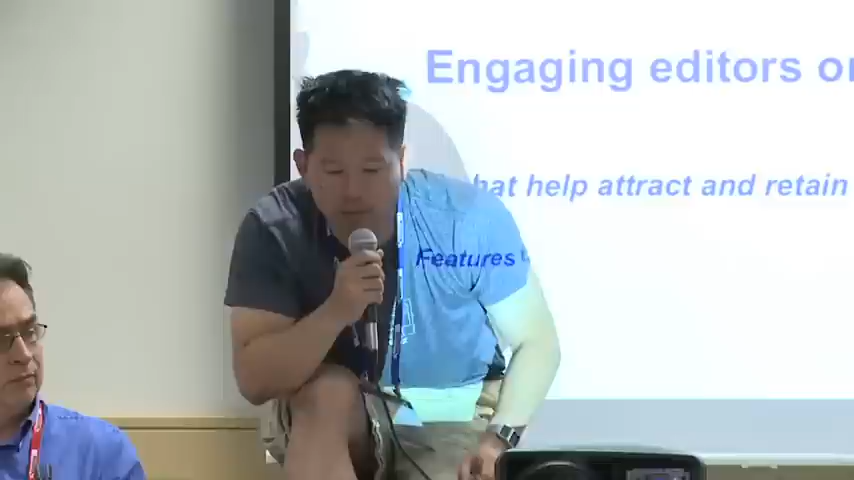 Engaging editors o
hat help attract and retain
Features